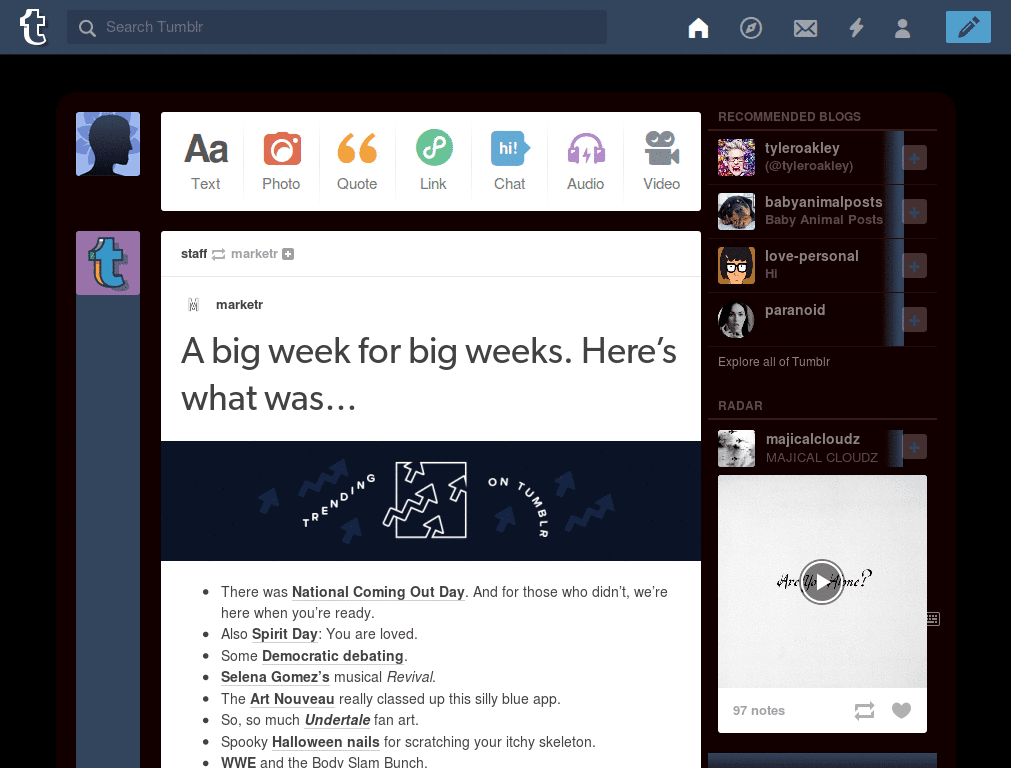 Search Tumblr
Aa
hi!
Text Photo Quote Link Chat Audio Video
staff marketr
marketr
A big week for big weeks. Here’s
what was…
TRENDING ON TUMBLR
There was National Coming Out Day. And for those who didn’t, we’re
here when you’re ready.
Also Spirit Day: You are loved.
Some Democratic debating.
Selena Gomez’s musical Revival.
The Art Nouveau really classed up this silly blue app.
So, so much Undertale fan art.
Spooky Halloween nails for scratching your itchy skeleton.
WWE and the Body Slam Bunch.
RECOMMENDED BLOGS
tyleroakley
(@tyleroakley)
babyanimalposts
Baby Animal Posts
love-personal
Hi
paranoid
Explore all of Tumblr
RADAR
majicalcloudz
MAJICAL CLOUDZ
97 notes